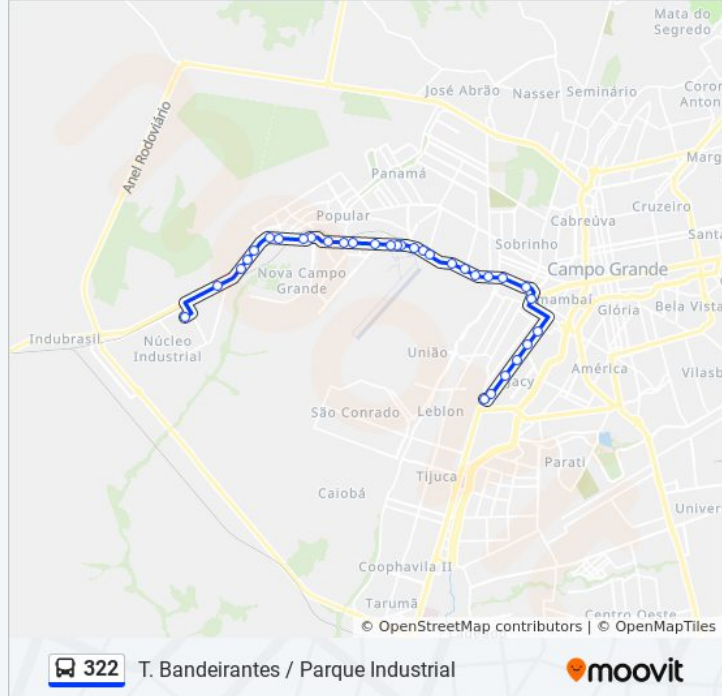 Mata do
Segredo
José Abrão
Nasser
Seminário
Coron
Anton
Anel Rodoviário
Panamá
Marg
Cruzeiro
Popular
Cabreúva
Santa
Sobrinho
Campo Grande
Nova Campo
Grande
Amambaí
Glória
Bela Vista
Indubrasil
Núcleo
Industrial
União
América
Vilasb
Jacy
São Conrado
Leblon
Parati
Tijuca
Caiobá
Univer
Coophavila II
Tarumã
Centro Oeste
© OpenStreetMap contributors | © OpenMapTiles
322 T. Bandeirantes / Parque Industrial
moovit